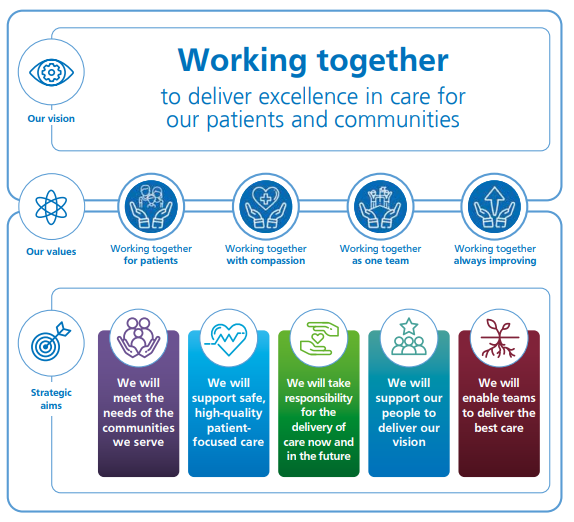 Working together
to deliver excellence in care for
our patients and communities
Our vision
Our values
Working together
for patients
Working together
with compassion
Working together
as one team
Working together
always improving
Strategic
aims
We will
meet the
needs of the
communities
we serve
We will
support safe,
high-quality
patient-
focused care
We will take
responsibility
for the
delivery of
care now and
in the future
We will
support our
people to
deliver our
vision
We will
enable teams
to deliver the
best care